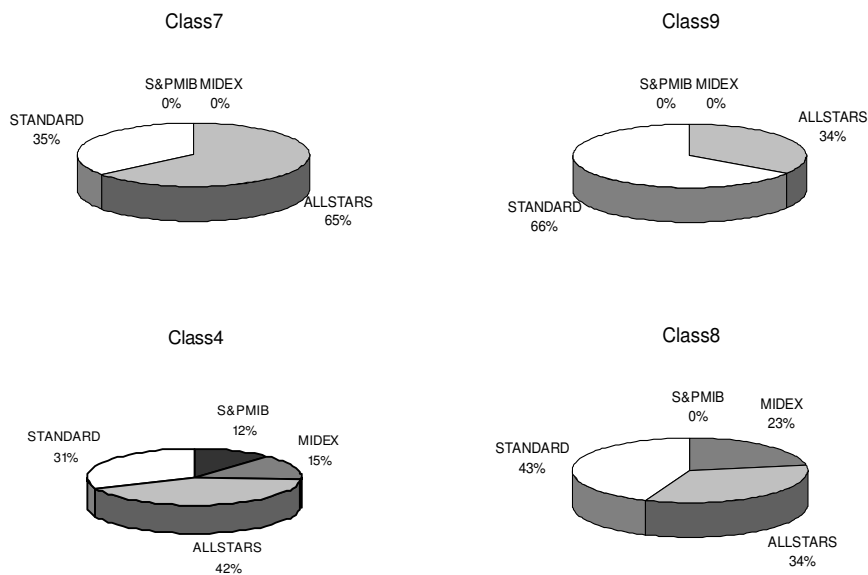 Class7
S&PMIB MIDEX
0% 0%
STANDARD
35%
ALLSTARS
65%
Class9
S&PMIB MIDEX
0% 0%
ALLSTARS
34%
STANDARD
66%
Class4
S&PMIB
12%
MIDEX
15%
STANDARD
31%
ALLSTARS
42%
Class8
S&PMIB
0%
MIDEX
23%
STANDARD
43%
ALLSTARS
34%